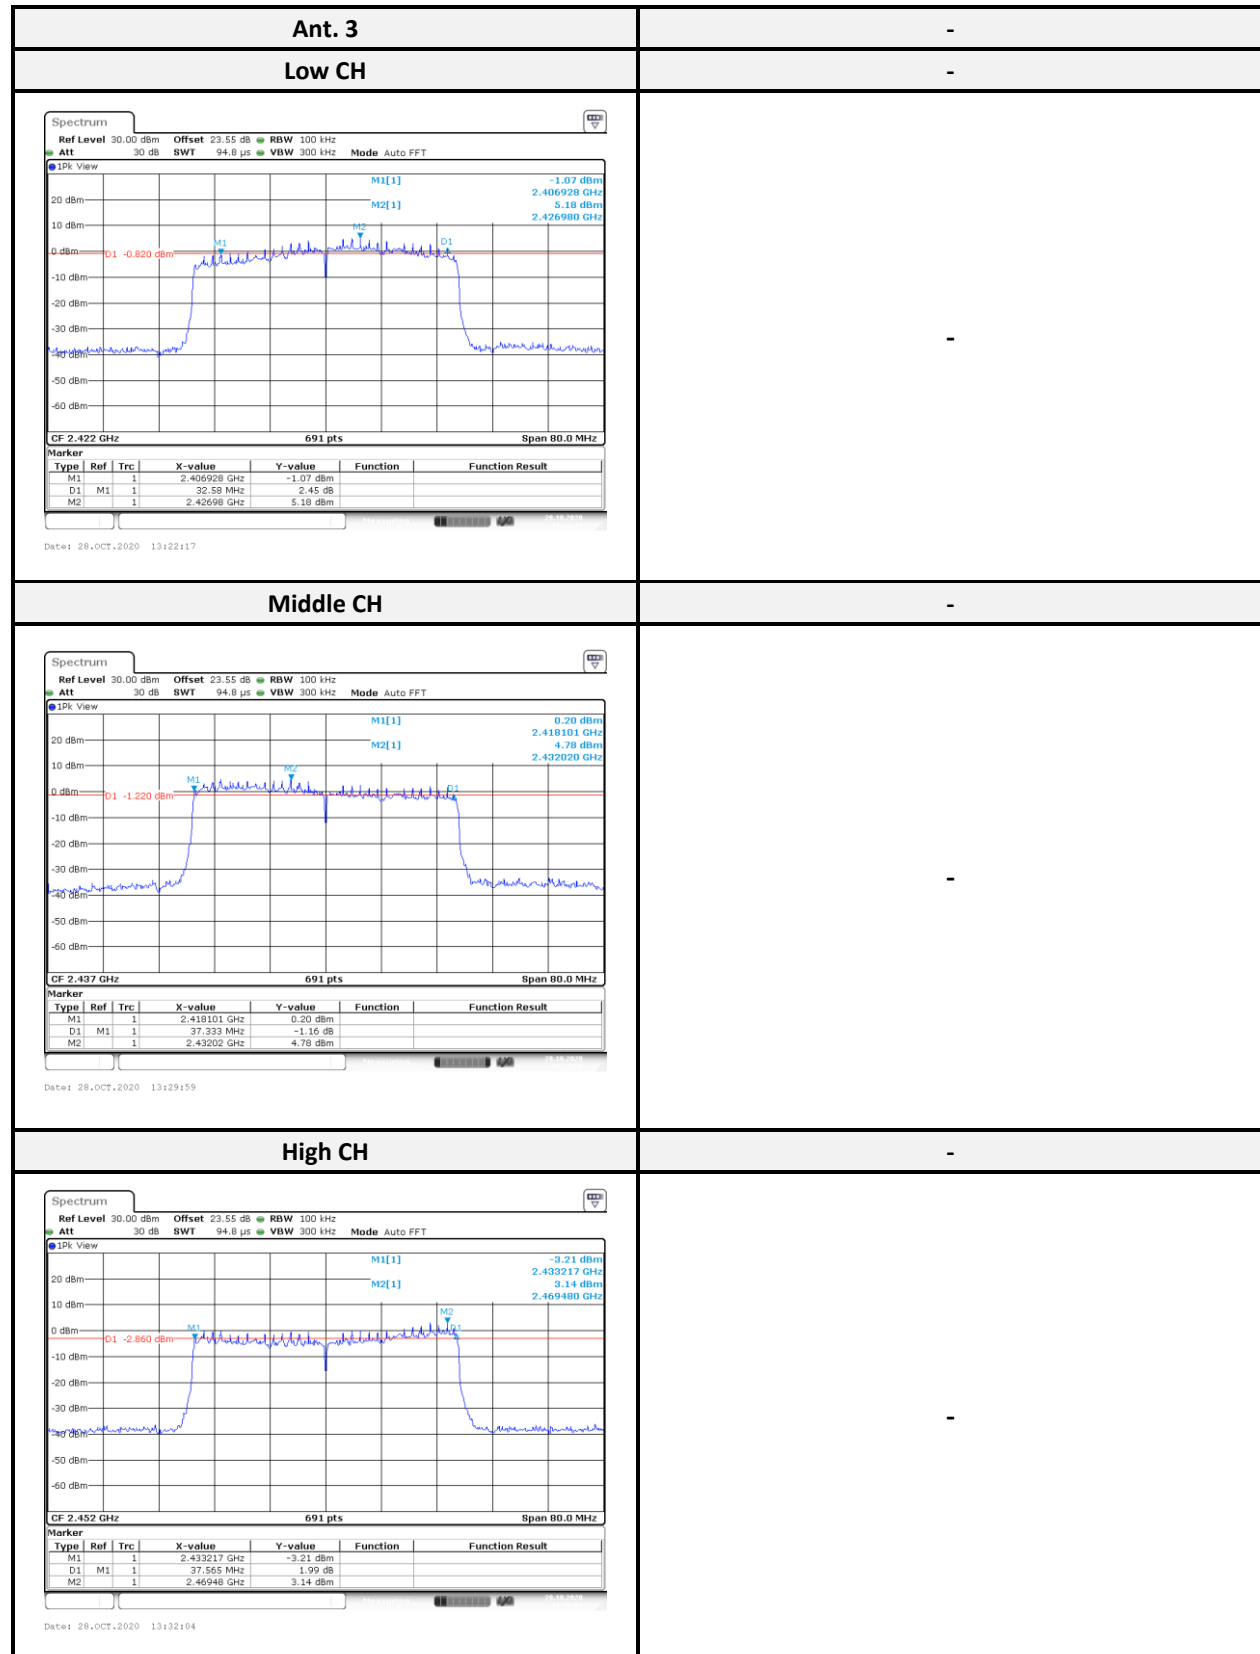 Ant. 3 -
Low CH -
Spectrum
Ref Level 30.00 dBm Offset 23.55 dB RBW 100 kHz
Att 30 dB SWT 94.8 µs VBW 300 kHz Mode Auto FFT
1Pk View
M1[1] -1.07 dBm
2.406928 GHz
20 dBm
M2[1] 5.18 dBm
2.426980 GHz
10 dBm
M2
M1
D1
0 dBm
D1 -0.820 dBm
-10 dBm
-20 dBm
-30 dBm
-40 dBm
-50 dBm
-60 dBm
CF 2.422 GHz 691 pts Span 80.0 MHz
Marker
Type Ref Trc X-value Y-value Function Function Result
M1 1 2.406928 GHz -1.07 dBm
D1 M1 1 32.58 MHz 2.45 dB
M2 1 2.42698 GHz 5.18 dBm
Date: 28.OCT.2020 13:22:17
-
Middle CH -
Spectrum
Ref Level 30.00 dBm Offset 23.55 dB RBW 100 kHz
Att 30 dB SWT 94.8 µs VBW 300 kHz Mode Auto FFT
1Pk View
M1[1] 0.20 dBm
2.418101 GHz
20 dBm
M2[1] 4.78 dBm
2.432020 GHz
10 dBm
M2
M1
D1
0 dBm
D1 -1.220 dBm
-10 dBm
-20 dBm
-30 dBm
-40 dBm
-50 dBm
-60 dBm
CF 2.437 GHz 691 pts Span 80.0 MHz
Marker
Type Ref Trc X-value Y-value Function Function Result
M1 1 2.418101 GHz 0.20 dBm
D1 M1 1 37.333 MHz -1.16 dB
M2 1 2.43202 GHz 4.78 dBm
Date: 28.OCT.2020 13:29:59
-
High CH -
Spectrum
Ref Level 30.00 dBm Offset 23.55 dB RBW 100 kHz
Att 30 dB SWT 94.8 µs VBW 300 kHz Mode Auto FFT
1Pk View
M1[1] -3.21 dBm
2.433217 GHz
20 dBm
M2[1] 3.14 dBm
2.469480 GHz
10 dBm
M2
M1
D1
0 dBm
D1 -2.860 dBm
-10 dBm
-20 dBm
-30 dBm
-40 dBm
-50 dBm
-60 dBm
CF 2.452 GHz 691 pts Span 80.0 MHz
Marker
Type Ref Trc X-value Y-value Function Function Result
M1 1 2.433217 GHz -3.21 dBm
D1 M1 1 37.565 MHz 1.99 dB
M2 1 2.46948 GHz 3.14 dBm
Date: 28.OCT.2020 13:32:04
-